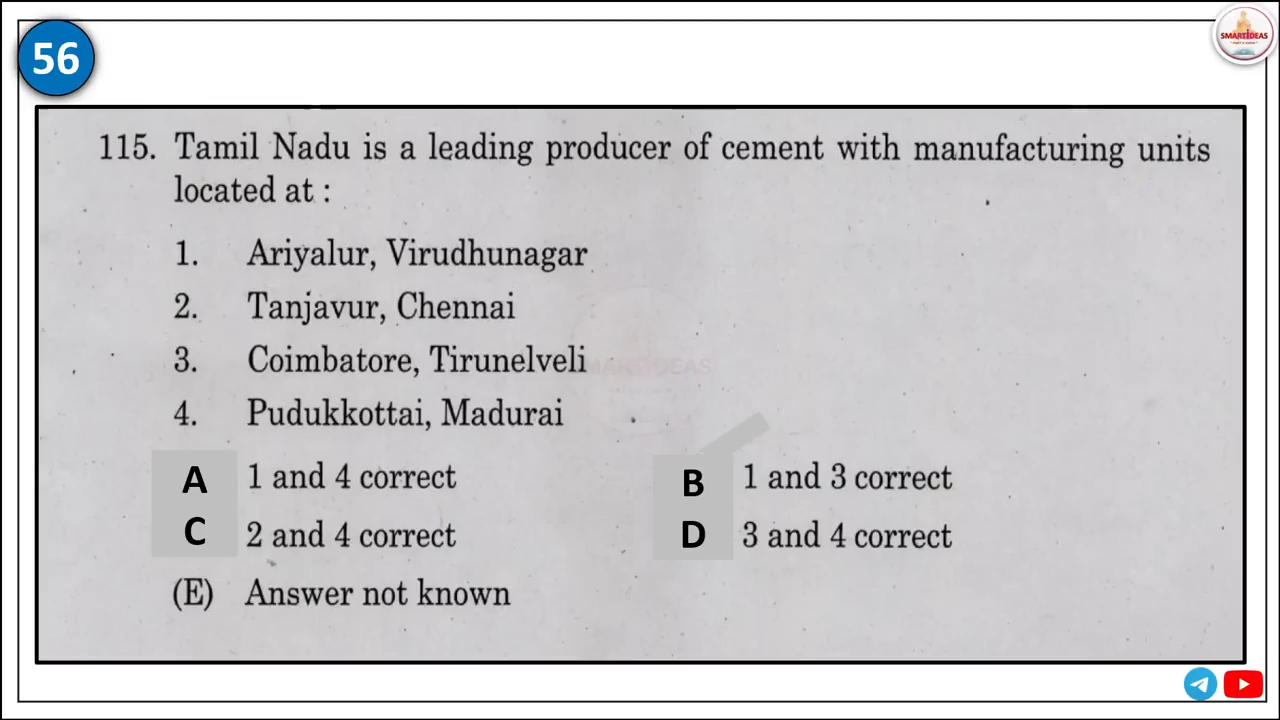 56
SMARTIDEAS
115. Tamil Nadu is a leading producer of cement with manufacturing units
located at :
1. Ariyalur, Virudhunagar
2. Tanjavur, Chennai
3. Coimbatore, Tirunelveli
4. Pudukkottai, Madurai
A 1 and 4 correct
B 1 and 3 correct
C 2 and 4 correct
D 3 and 4 correct
(E) Answer not known